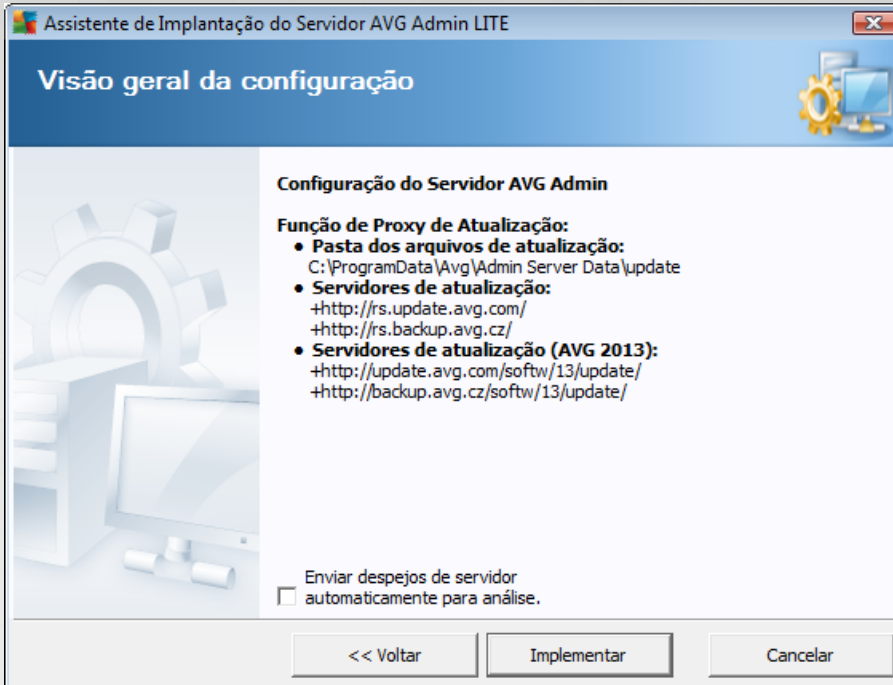 Assistente de Implantação do Servidor AVG Admin LITE
Visão geral da configuração
Configuração do Servidor AVG Admin
Função de Proxy de Atualização:
• Pasta dos arquivos de atualização:
C:\ProgramData\Avg\Admin Server Data\update
• Servidores de atualização:
+http://rs.update.avg.com/
+http://rs.backup.avg.cz/
• Servidores de atualização (AVG 2013):
+http://update.avg.com/softw/13/update/
+http://backup.avg.cz/softw/13/update/
Enviar despejos de servidor
automaticamente para análise.
<< Voltar
Implementar
Cancelar